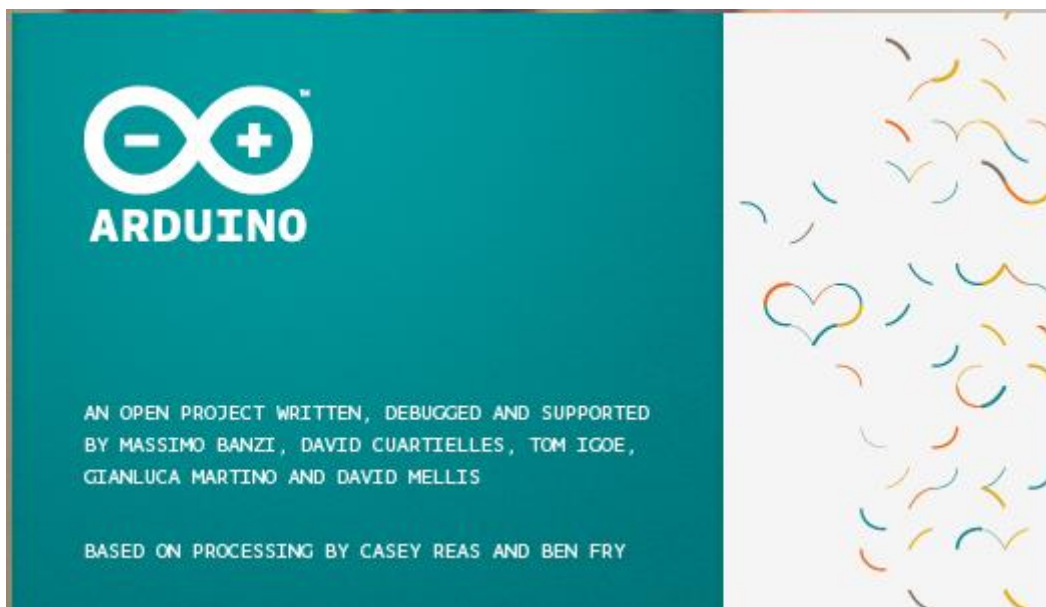 TM
ARDUINO
AN OPEN PROJECT WRITTEN, DEBUGGED AND SUPPORTED
BY MASSIMO BANZI, DAVID CUARTIELLES, TOM IGOE,
GIANLUCA MARTINO AND DAVID MELLIS
BASED ON PROCESSING BY CASEY REAS AND BEN FRY